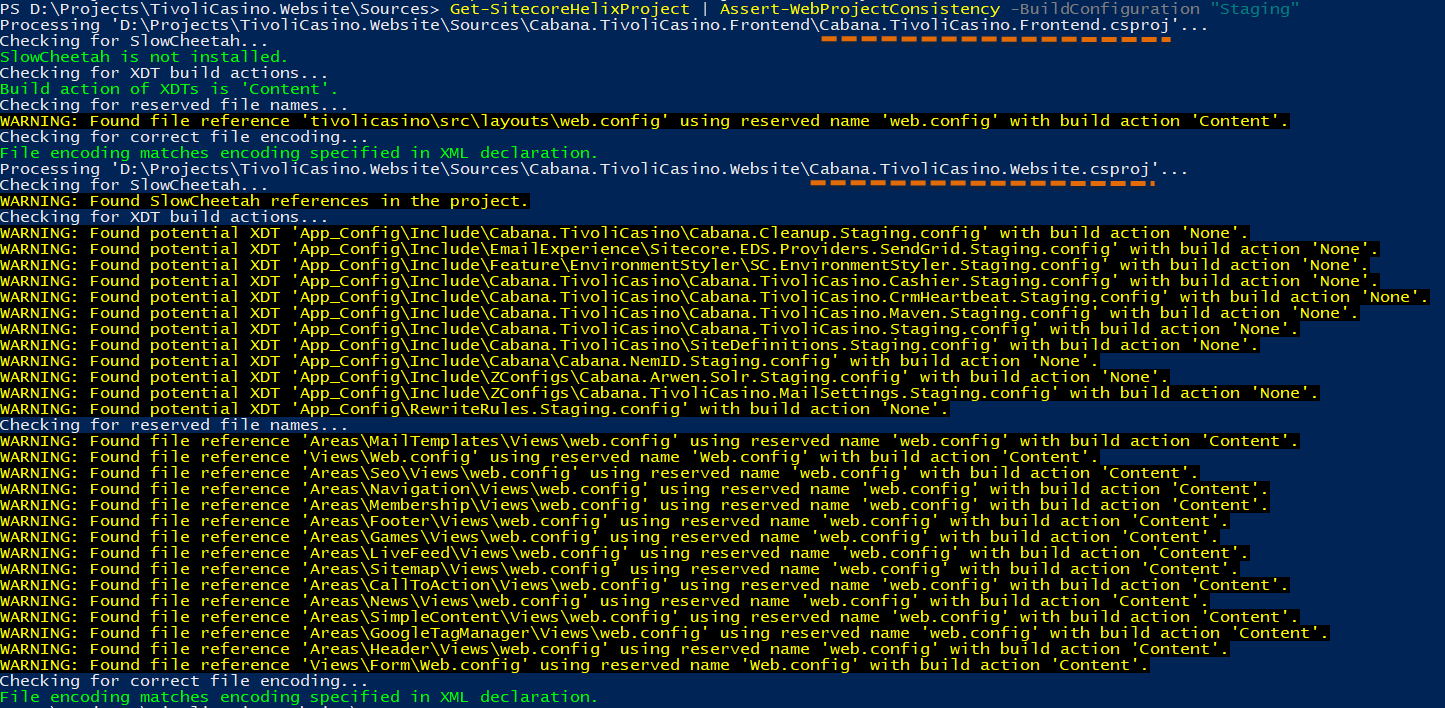 PS D:\Projects\TivoliCasino.Website\Sources> Get-SitecoreHelixProject | Assert-WebProjectConsistency -BuildConfiguration "Staging"
Processing 'D:\Projects\TivoliCasino.Website\Sources\Cabana.TivoliCasino.Frontend\Cabana.TivoliCasino.Frontend.csproj'...
Checking for SlowCheetah...
SlowCheetah is not installed.
Checking for XDT build actions...
Build action of XDTs is 'Content'.
Checking for reserved file names...
WARNING: Found file reference 'tivolicasino\src\layouts\web.config' using reserved name 'web.config' with build action 'Content'.
Checking for correct file encoding...
File encoding matches encoding specified in XML declaration.
Processing 'D:\Projects\TivoliCasino.Website\Sources\Cabana.TivoliCasino.Website\Cabana.TivoliCasino.Website.csproj'...
Checking for SlowCheetah...
WARNING: Found SlowCheetah references in the project.
Checking for XDT build actions...
WARNING: Found potential XDT 'App_Config\Include\Cabana.TivoliCasino\Cabana.Cleanup.Staging.config' with build action 'None'.
WARNING: Found potential XDT 'App_Config\Include\EmailExperience\Sitecore.EDS.Providers.SendGrid.Staging.config' with build action 'None'.
WARNING: Found potential XDT 'App_Config\Include\Feature\EnvironmentStyler\SC.EnvironmentStyler.Staging.config' with build action 'None'.
WARNING: Found potential XDT 'App_Config\Include\Cabana.TivoliCasino\Cabana.TivoliCasino.Cashier.Staging.config' with build action 'None'.
WARNING: Found potential XDT 'App_Config\Include\Cabana.TivoliCasino\Cabana.TivoliCasino.CrmHeartbeat.Staging.config' with build action 'None'.
WARNING: Found potential XDT 'App_Config\Include\Cabana.TivoliCasino\Cabana.TivoliCasino.Maven.Staging.config' with build action 'None'.
WARNING: Found potential XDT 'App_Config\Include\Cabana.TivoliCasino\Cabana.TivoliCasino.Staging.config' with build action 'None'.
WARNING: Found potential XDT 'App_Config\Include\Cabana.TivoliCasino\SiteDefinitions.Staging.config' with build action 'None'.
WARNING: Found potential XDT 'App_Config\Include\Cabana\Cabana.NemID.Staging.config' with build action 'None'.
WARNING: Found potential XDT 'App_Config\Include\ZConfigs\Cabana.Arwen.Solr.Staging.config' with build action 'None'.
WARNING: Found potential XDT 'App_Config\Include\ZConfigs\Cabana.TivoliCasino.MailSettings.Staging.config' with build action 'None'.
WARNING: Found potential XDT 'App_Config\RewriteRules.Staging.config' with build action 'None'.
Checking for reserved file names...
WARNING: Found file reference 'Areas\MailTemplates\Views\web.config' using reserved name 'web.config' with build action 'Content'.
WARNING: Found file reference 'Views\Web.config' using reserved name 'Web.config' with build action 'Content'.
WARNING: Found file reference 'Areas\Seo\Views\web.config' using reserved name 'web.config' with build action 'Content'.
WARNING: Found file reference 'Areas\Navigation\Views\web.config' using reserved name 'web.config' with build action 'Content'.
WARNING: Found file reference 'Areas\Membership\Views\web.config' using reserved name 'web.config' with build action 'Content'.
WARNING: Found file reference 'Areas\Footer\Views\web.config' using reserved name 'web.config' with build action 'Content'.
WARNING: Found file reference 'Areas\Games\Views\web.config' using reserved name 'web.config' with build action 'Content'.
WARNING: Found file reference 'Areas\LiveFeed\Views\web.config' using reserved name 'web.config' with build action 'Content'.
WARNING: Found file reference 'Areas\Sitemap\Views\web.config' using reserved name 'web.config' with build action 'Content'.
WARNING: Found file reference 'Areas\CallToAction\Views\web.config' using reserved name 'web.config' with build action 'Content'.
WARNING: Found file reference 'Areas\News\Views\web.config' using reserved name 'web.config' with build action 'Content'.
WARNING: Found file reference 'Areas\SimpleContent\Views\web.config' using reserved name 'web.config' with build action 'Content'.
WARNING: Found file reference 'Areas\GoogleTagManager\Views\web.config' using reserved name 'web.config' with build action 'Content'.
WARNING: Found file reference 'Areas\Header\Views\web.config' using reserved name 'web.config' with build action 'Content'.
WARNING: Found file reference 'Views\Form\Web.config' using reserved name 'Web.config' with build action 'Content'.
Checking for correct file encoding...
File encoding matches encoding specified in XML declaration.